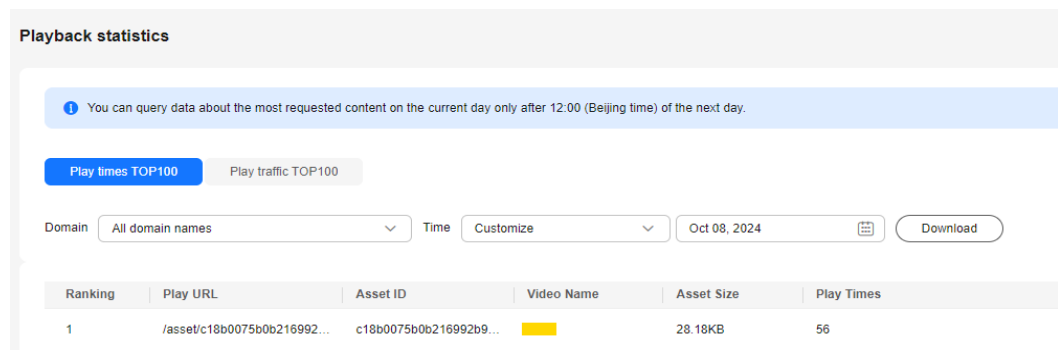 Playback statistics
You can query data about the most requested content on the current day only after 12:00 (Beijing time) of the next day.
Play times TOP100 Play traffic TOP100
Domain All domain names Time Customize Oct 08, 2024 Download
Ranking Play URL Asset ID Video Name Asset Size Play Times
1 /asset/c18b0075b0b216992... c18b0075b0b216992b9... 28.18KB 56